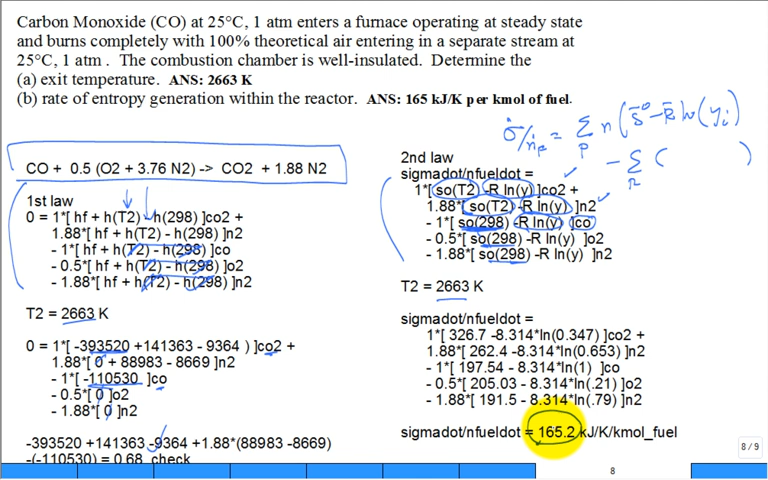 Carbon Monoxide (CO) at 25°C, 1 atm enters a furnace operating at steady state
and burns completely with 100% theoretical air entering in a separate stream at
25°C, 1 atm . The combustion chamber is well-insulated. Determine the
(a) exit temperature. ANS: 2663 K
(b) rate of entropy generation within the reactor. ANS: 165 kJ/K per kmol of fuel.
σ̇/ṅF = Σ P n (s̄° - R̄ ln(yi)
- Σ R ( )
CO + 0.5 (O2 + 3.76 N2) -> CO2 + 1.88 N2
1st law
0 = 1*[ hf + h(T2) - h(298) ]co2 +
1.88*[ hf + h(T2) - h(298) ]n2
- 1*[ hf + h(T2) - h(298) ]co
- 0.5*[ hf + h(T2) - h(298) ]o2
- 1.88*[ hf + h(T2) - h(298) ]n2
T2 = 2663 K
0 = 1*[ -393520 +141363 - 9364 ) ]co2 +
1.88*[ 0 + 88983 - 8669 ]n2
- 1*[ -110530 ]co
- 0.5*[ 0 ]o2
- 1.88*[ 0 ]n2
-393520 +141363 -9364 +1.88*(88983 -8669)
-(-110530) = 0.68 check
2nd law
sigmadot/nfueldot =
1*[ so(T2) -R ln(y) ]co2 +
1.88*[ so(T2) -R ln(y) ]n2
- 1*[ so(298) -R ln(y) ]co
- 0.5*[ so(298) -R ln(y) ]o2
- 1.88*[ so(298) -R ln(y) ]n2
T2 = 2663 K
sigmadot/nfueldot =
1*[ 326.7 -8.314*ln(0.347) ]co2 +
1.88*[ 262.4 -8.314*ln(0.653) ]n2
- 1*[ 197.54 - 8.314*ln(1) ]co
- 0.5*[ 205.03 - 8.314*ln(.21) ]o2
- 1.88*[ 191.5 - 8.314*ln(.79) ]n2
sigmadot/nfueldot = 165.2 kJ/K/kmol_fuel
8 / 9
8